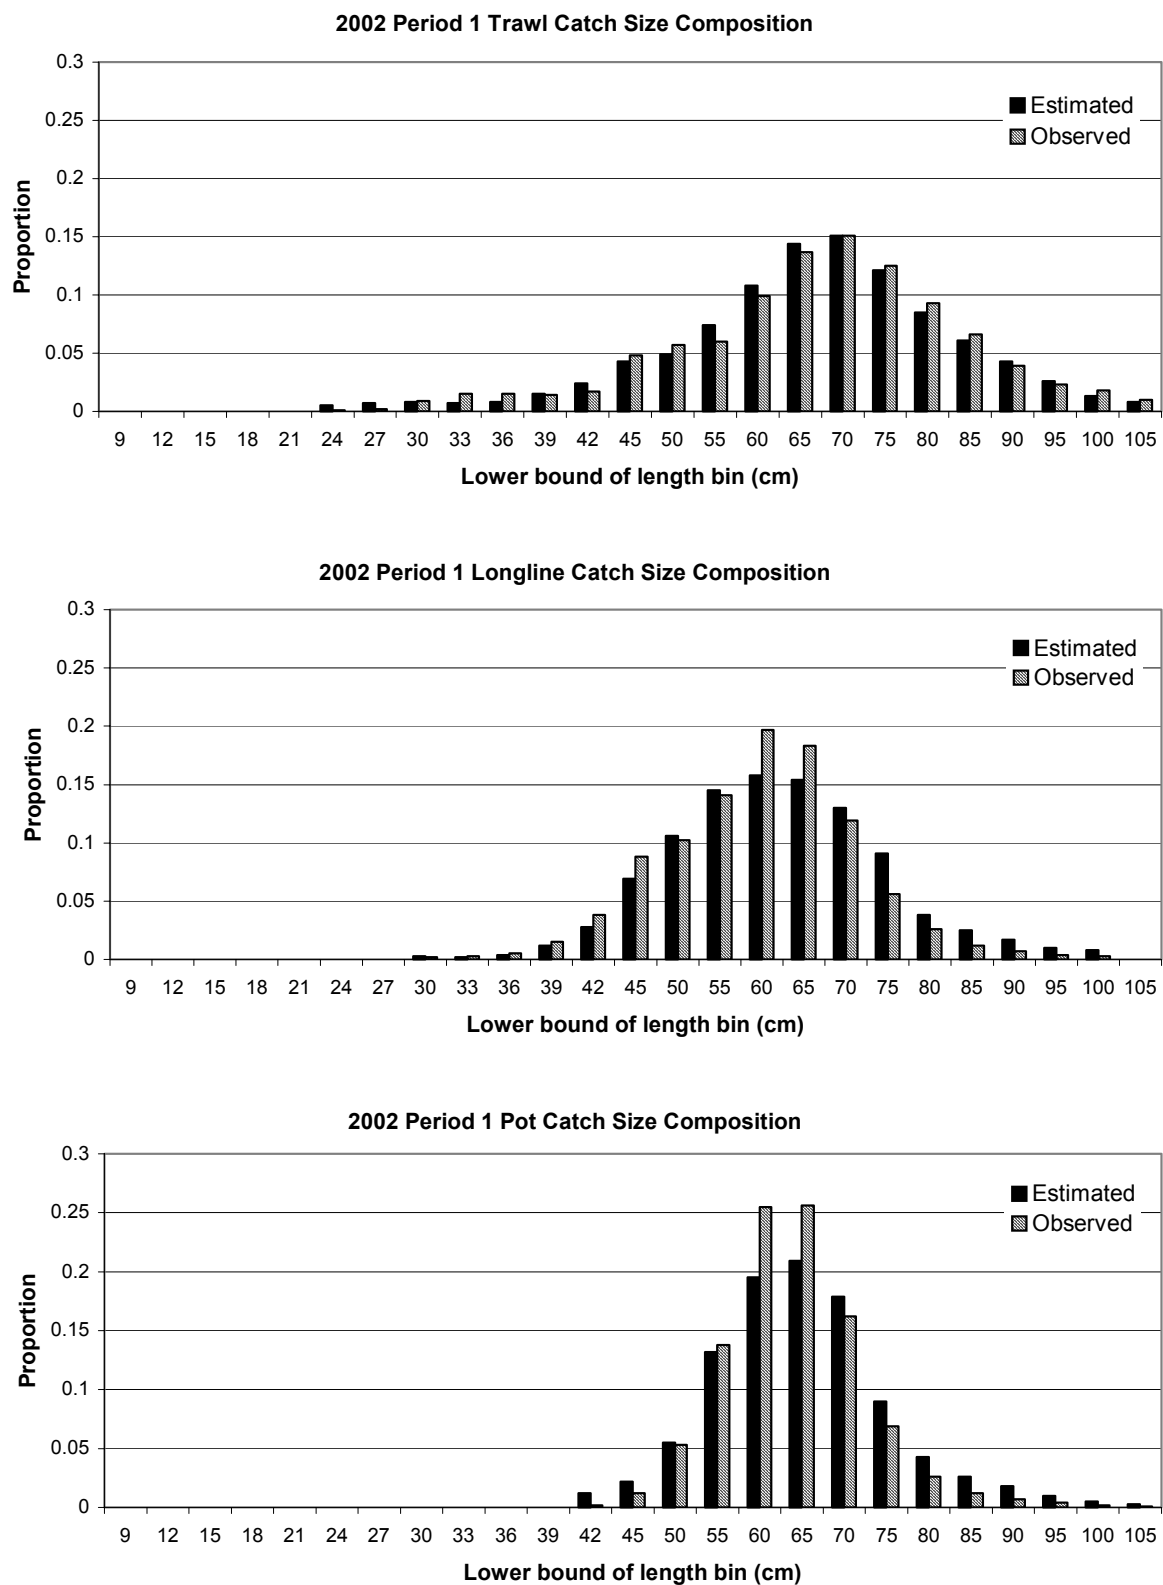 2002 Period 1 Trawl Catch Size Composition
0.3
0.25
0.2
0.15
0.1
0.05
0
Proportion
Estimated
Observed
9 12 15 18 21 24 27 30 33 36 39 42 45 50 55 60 65 70 75 80 85 90 95 100 105
Lower bound of length bin (cm)
2002 Period 1 Longline Catch Size Composition
0.3
0.25
0.2
0.15
0.1
0.05
0
Proportion
Estimated
Observed
9 12 15 18 21 24 27 30 33 36 39 42 45 50 55 60 65 70 75 80 85 90 95 100 105
Lower bound of length bin (cm)
2002 Period 1 Pot Catch Size Composition
0.3
0.25
0.2
0.15
0.1
0.05
0
Proportion
Estimated
Observed
9 12 15 18 21 24 27 30 33 36 39 42 45 50 55 60 65 70 75 80 85 90 95 100 105
Lower bound of length bin (cm)